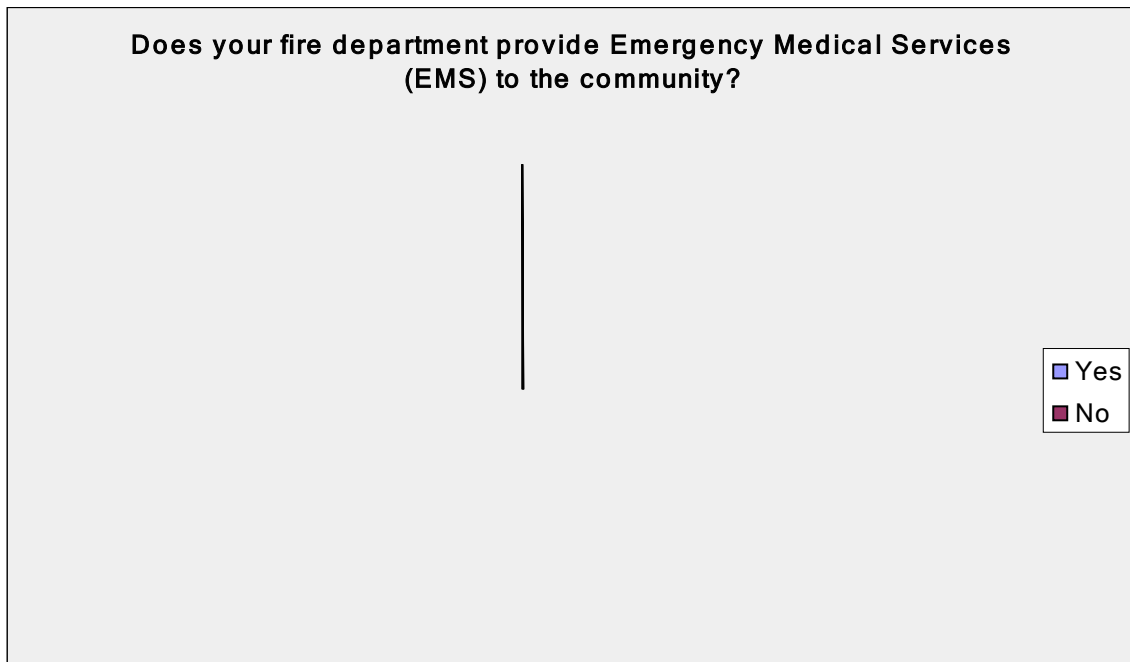 Does your fire department provide Emergency Medical Services
(EMS) to the community?
Yes
No